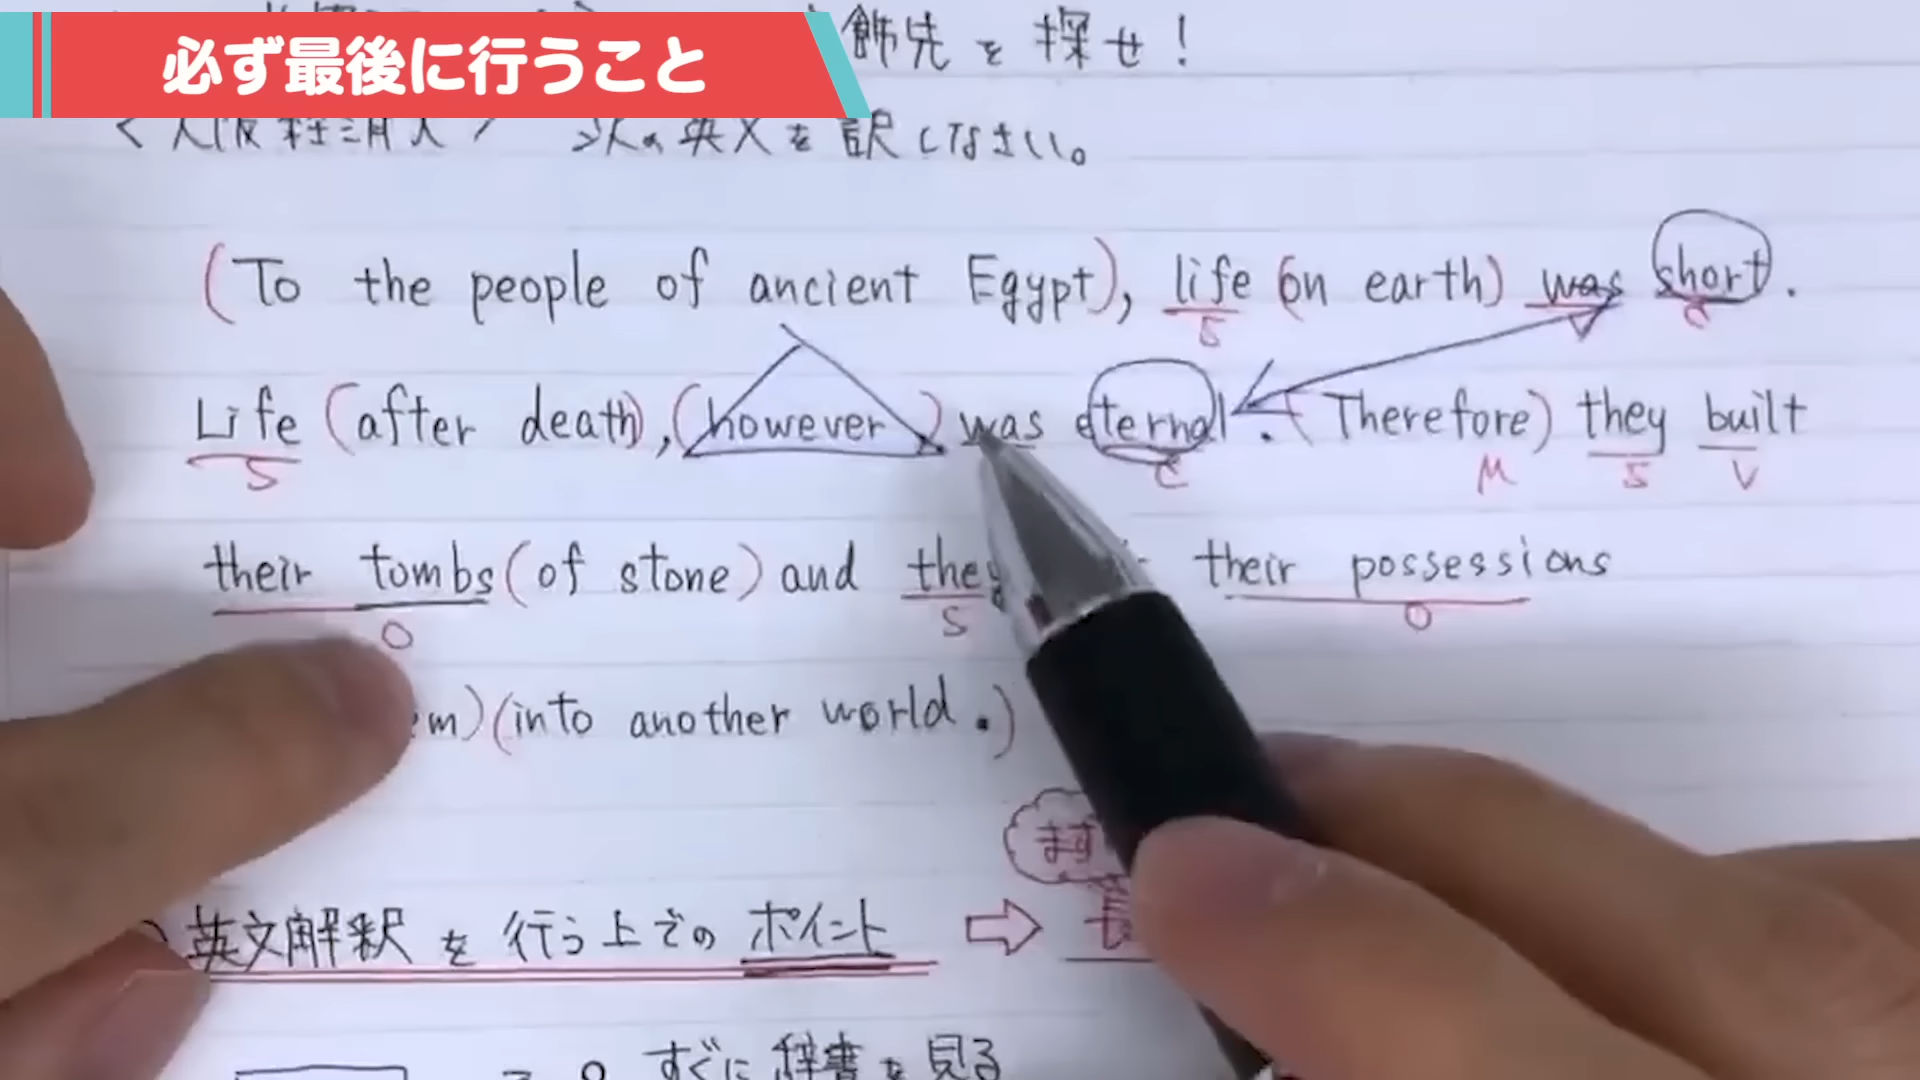 必ず最後に行うこと
飾先を探せ！
次の英文を訳しなさい。
(To the people of ancient Egypt), life (on earth) was short.
S V C
Life (after death), (however) was eternal. (Therefore) they built
S C M S V
their tombs (of stone) and they their possessions
O S O
em) (into another world.)
まず
英文解釈を行う上でのポイント ⇨
すぐに辞書を見る